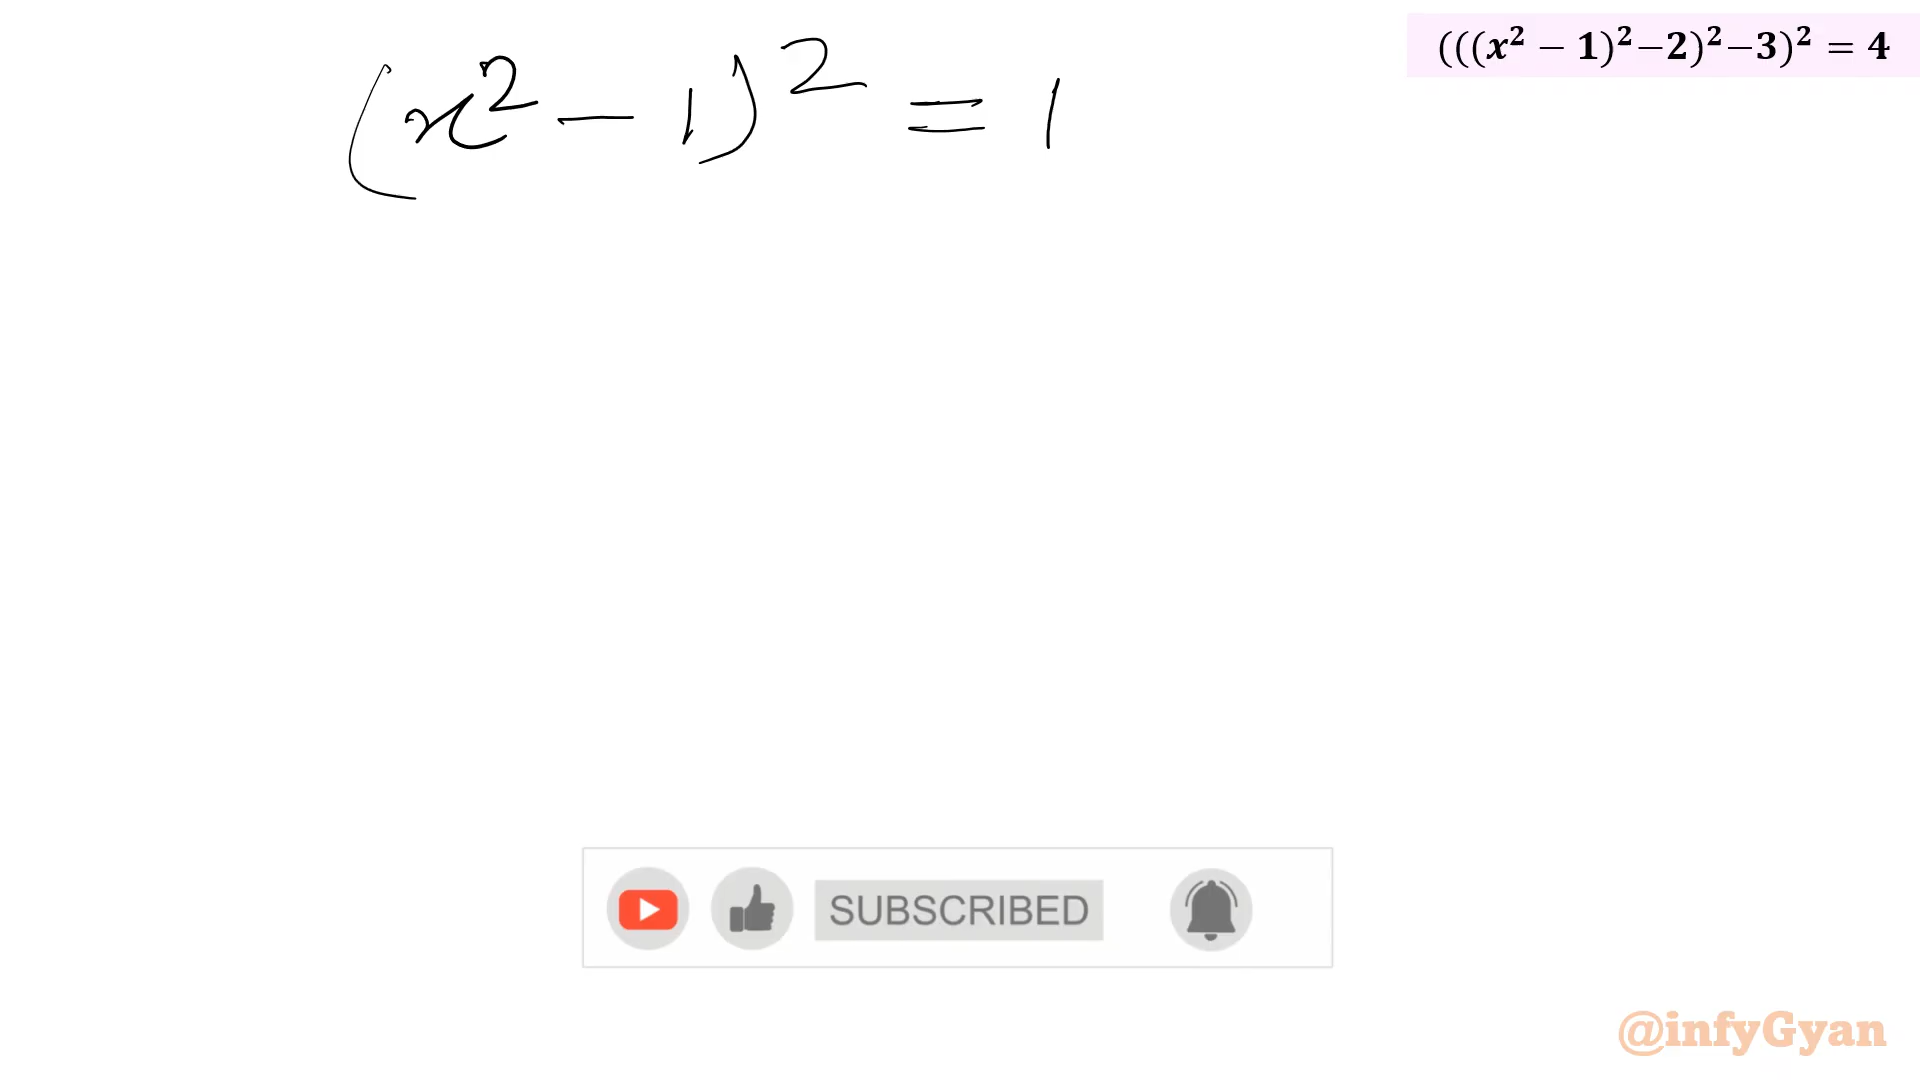 (((x² − 1)²−2)²−3)² = 4
(x² − 1)² = 1
SUBSCRIBED
@infyGyan